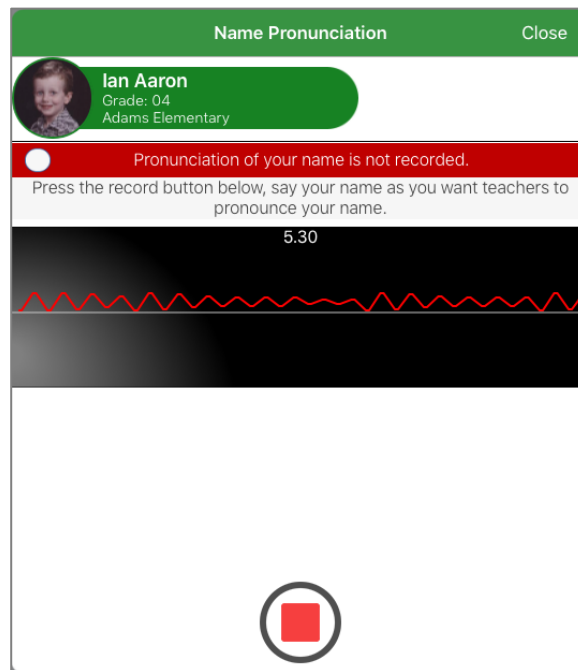 Name Pronunciation Close
Ian Aaron
Grade: 04
Adams Elementary
Pronunciation of your name is not recorded.
Press the record button below, say your name as you want teachers to
pronounce your name.
5.30